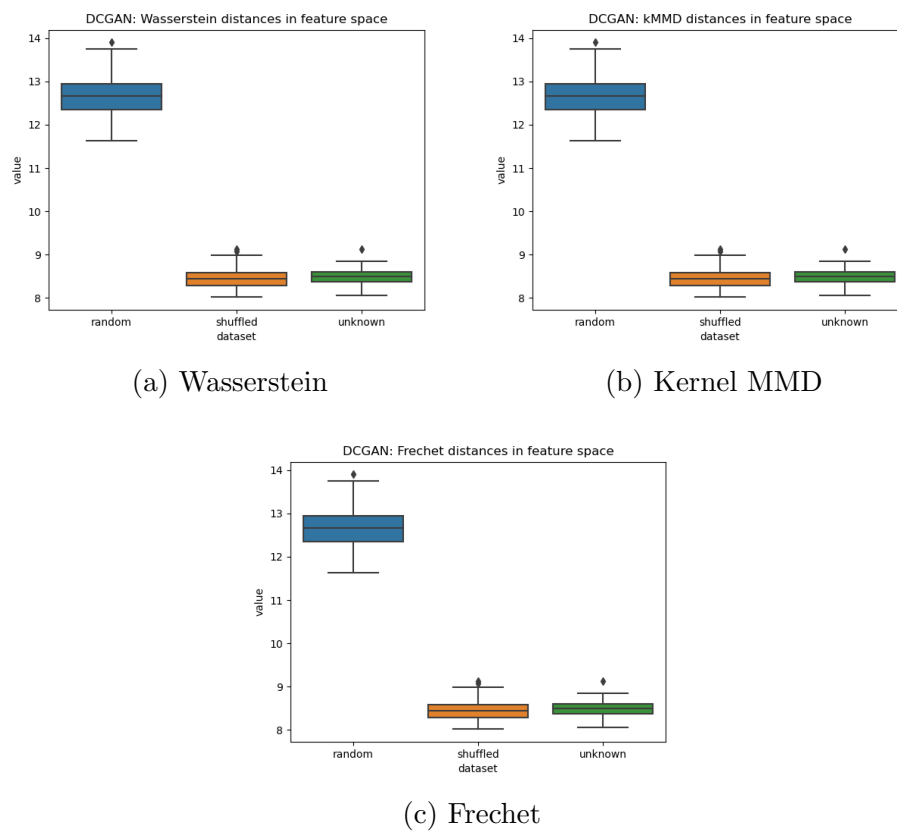 DCGAN: Wasserstein distances in feature space
14
13
12
11
10
9
8
value
random
shuffled
unknown
dataset
(a) Wasserstein
DCGAN: kMMD distances in feature space
14
13
12
11
10
9
8
value
random
shuffled
unknown
dataset
(b) Kernel MMD
DCGAN: Frechet distances in feature space
14
13
12
11
10
9
8
value
random
shuffled
unknown
dataset
(c) Frechet